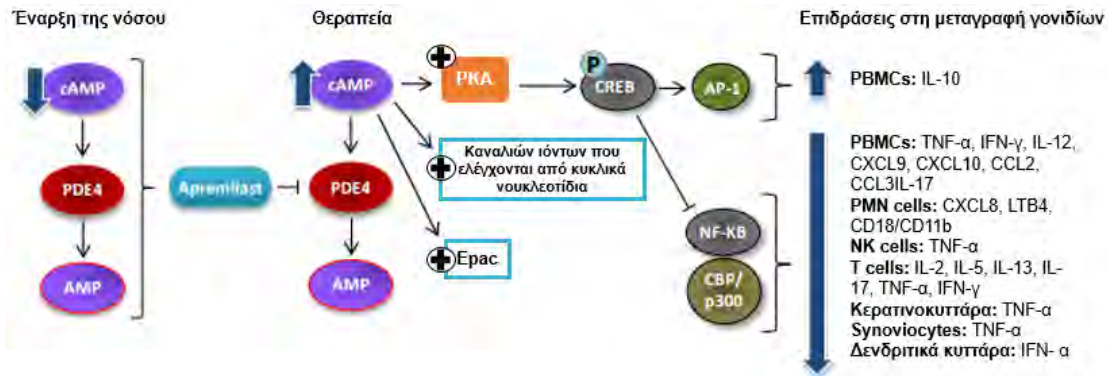 Έναρξη της νόσου
Θεραπεία
Επιδράσεις στη μεταγραφή γονιδίων
cAMP
PDE4
AMP
Apremilast
cAMP
PDE4
AMP
PKA
P
CREB
AP-1
Καναλιών ιόντων που
ελέγχονται από κυκλικά
νουκλεοτίδια
Epac
NF-KB
CBP/
p300
PBMCs: IL-10
PBMCs: TNF-α, IFN-γ, IL-12,
CXCL9, CXCL10, CCL2,
CCL3IL-17
PMN cells: CXCL8, LTB4,
CD18/CD11b
NK cells: TNF-α
T cells: IL-2, IL-5, IL-13, IL-
17, TNF-α, IFN-γ
Κερατινοκυττάρα: TNF-α
Synoviocytes: TNF-α
Δενδριτικά κυττάρα: IFN- α